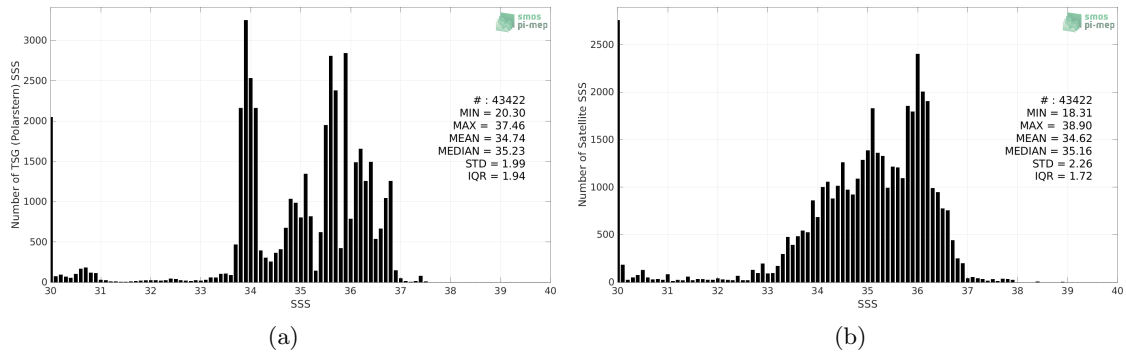 smos
pi-mep
3000
2500
2000
1500
1000
500
0
Number of TSG (Polarstern) SSS
# : 43422
MIN = 20.30
MAX = 37.46
MEAN = 34.74
MEDIAN = 35.23
STD = 1.99
IQR = 1.94
30 31 32 33 34 35 36 37 38 39 40
SSS
(a)
smos
pi-mep
2500
2000
1500
1000
500
0
Number of Satellite SSS
# : 43422
MIN = 18.31
MAX = 38.90
MEAN = 34.62
MEDIAN = 35.16
STD = 2.26
IQR = 1.72
30 31 32 33 34 35 36 37 38 39 40
SSS
(b)